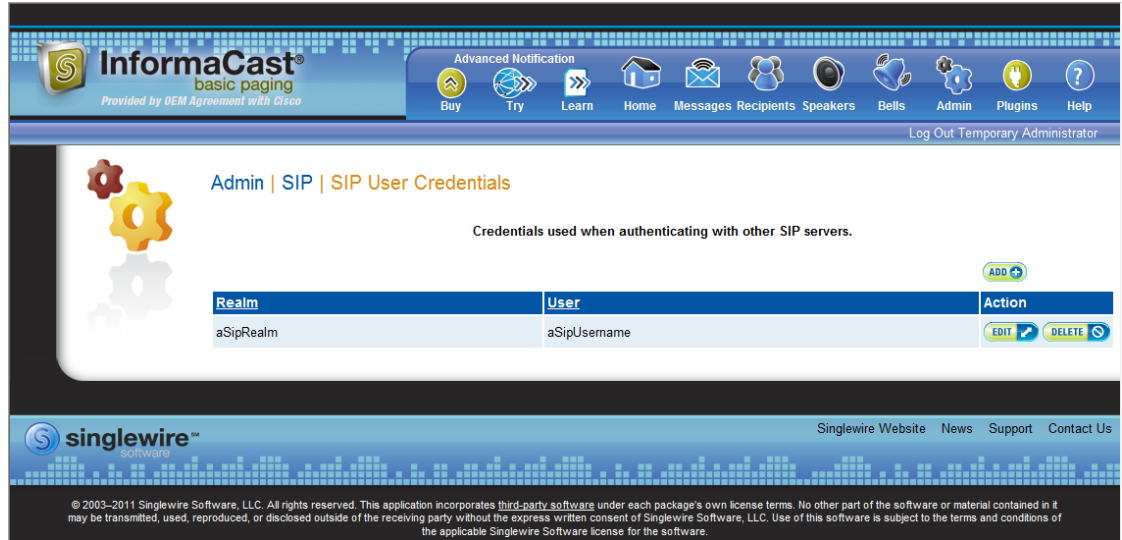 InformaCast®
basic paging
Provided by OEM Agreement with Cisco
Advanced Notification
Buy Try Learn Home Messages Recipients Speakers Bells Admin Plugins Help
Log Out Temporary Administrator
Admin | SIP | SIP User Credentials
Credentials used when authenticating with other SIP servers.
ADD
Realm User Action
aSipRealm aSipUsername EDIT DELETE
singlewire℠
software
Singlewire Website News Support Contact Us
© 2003–2011 Singlewire Software, LLC. All rights reserved. This application incorporates third-party software under each package's own license terms. No other part of the software or material contained in it
may be transmitted, used, reproduced, or disclosed outside of the receiving party without the express written consent of Singlewire Software, LLC. Use of this software is subject to the terms and conditions of
the applicable Singlewire Software license for the software.